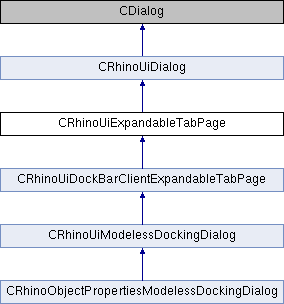 CDialog
CRhinoUiDialog
CRhinoUiExpandableTabPage
CRhinoUiDockBarClientExpandableTabPage
CRhinoUiModelessDockingDialog
CRhinoObjectPropertiesModelessDockingDialog